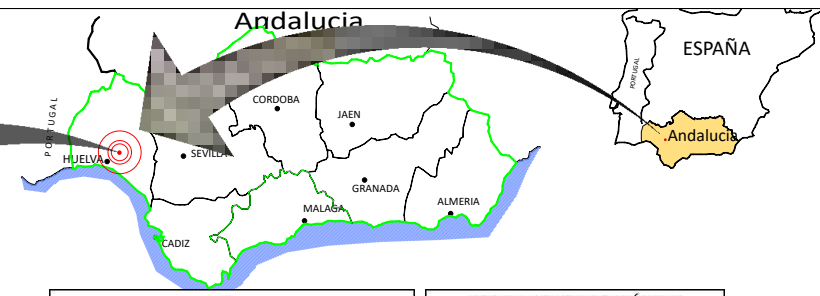 Andalucia
ESPAÑA
PORTUGAL
Andalucia
PORTUGAL
CORDOBA
JAEN
HUELVA
SEVILLA
GRANADA
MALAGA
ALMERIA
CADIZ